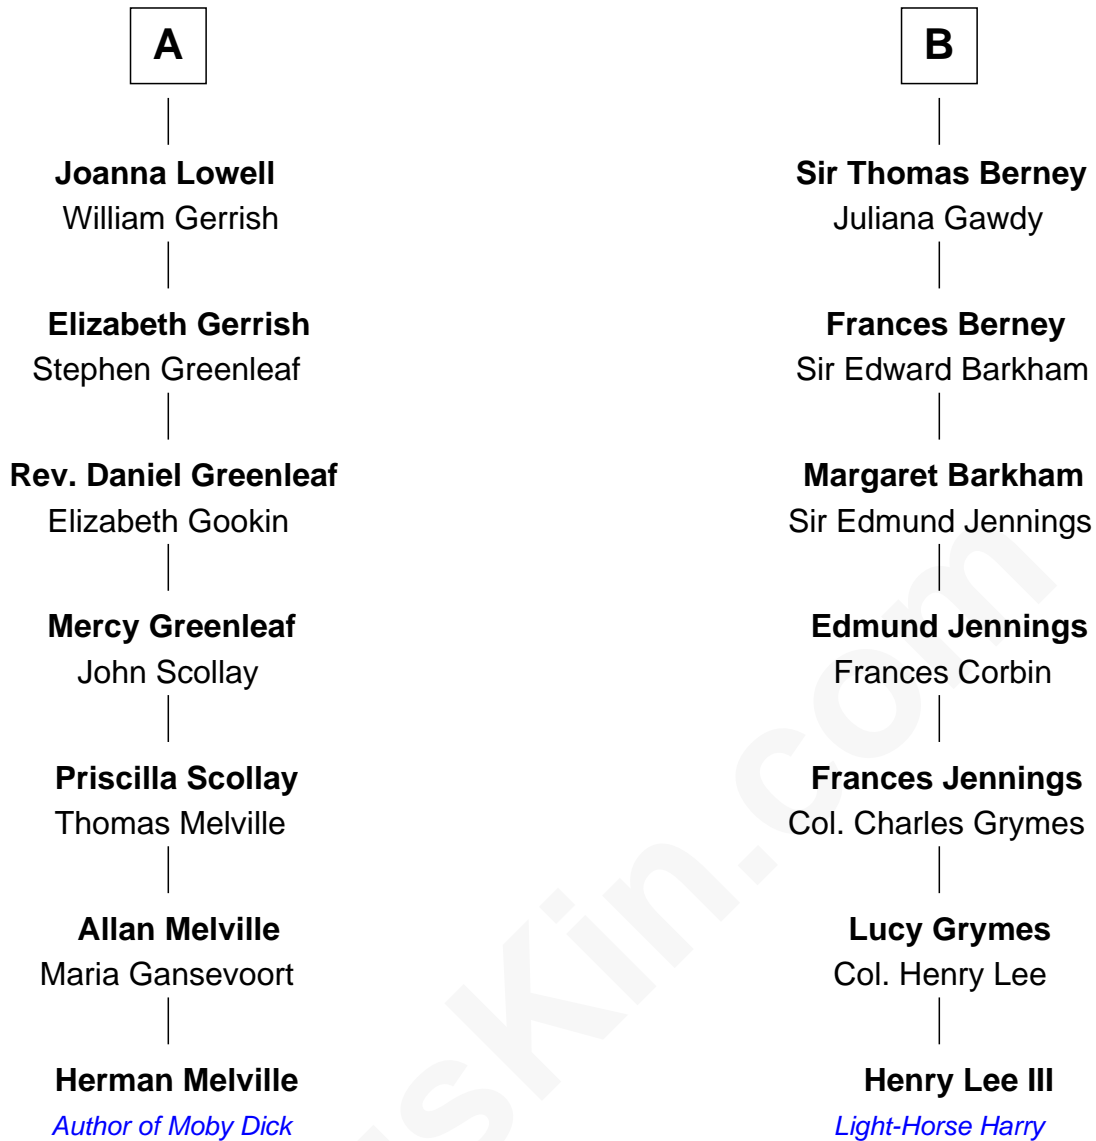 A
Joanna Lowell
William Gerrish
Elizabeth Gerrish
Stephen Greenleaf
Rev. Daniel Greenleaf
Elizabeth Gookin
Mercy Greenleaf
John Scollay
Priscilla Scollay
Thomas Melville
Allan Melville
Maria Gansevoort
Herman Melville
Author of Moby Dick
B
Sir Thomas Berney
Juliana Gawdy
Frances Berney
Sir Edward Barkham
Margaret Barkham
Sir Edmund Jennings
Edmund Jennings
Frances Corbin
Frances Jennings
Col. Charles Grymes
Lucy Grymes
Col. Henry Lee
Henry Lee III
Light-Horse Harry